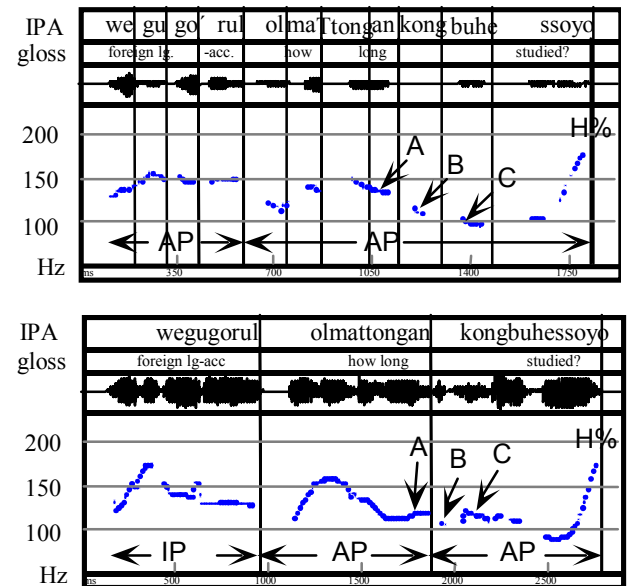 IPA we gu go´ rul olmaTtongan kong buhe ssoyo
gloss foreign lg. -acc. how long studied?
200 H%
150 A
B C
100
AP AP
Hz ms 350 700 1050 1400 1750
IPA wegugorul olmattongan kongbuhessoyo
gloss foreign lg-acc how long studied?
200 H%
A
150 B C
100
IP AP AP
Hz ms 500 1000 1500 2000 2500